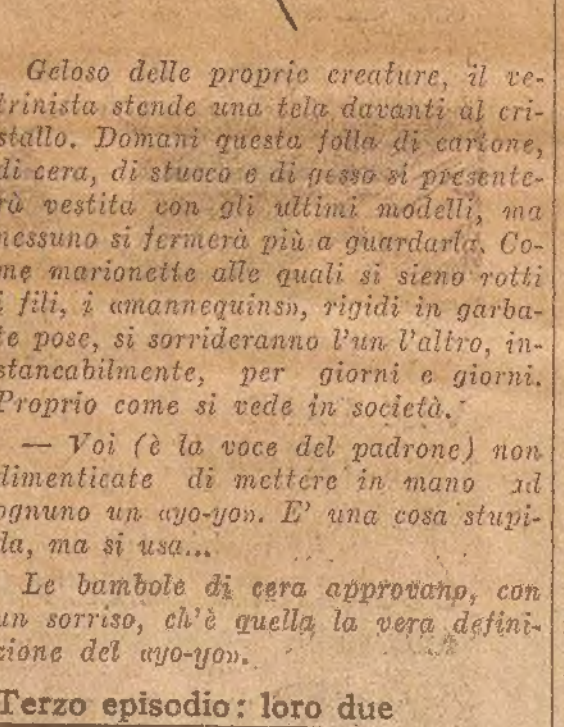 Geloso delle proprie creature, il ve-
trinista stende una tela davanti al cri-
stallo. Domani questa folla di cartone,
di cera, di stucco e di gesso si presente-
rà vestita con gli ultimi modelli, ma
nessuno si fermerà più a guardarla. Co-
me marionette alle quali si sieno rotti
i fili, i «mannequins», rigidi in garba-
te pose, si sorrideranno l'un l'altro, in-
stancabilmente, per giorni e giorni.
Proprio come si vede in società.
— Voi (è la voce del padrone) non
dimenticate di mettere in mano ad
ognuno un «yo-yo». E' una cosa stupi-
da, ma si usa...
Le bambole di cera approvano, con
un sorriso, ch'è quella la vera defini-
zione del «yo-yo».
Terzo episodio: loro due